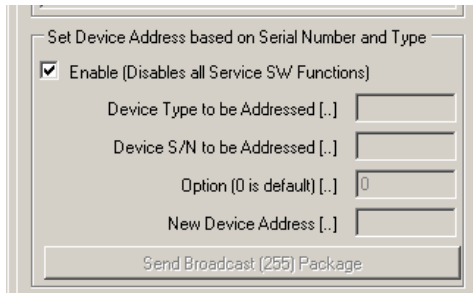 Set Device Address based on Serial Number and Type
Enable (Disables all Service SW Functions)
Device Type to be Addressed [..]
Device S/N to be Addressed [..]
Option (0 is default) [..] 0
New Device Address [..]
Send Broadcast (255) Package